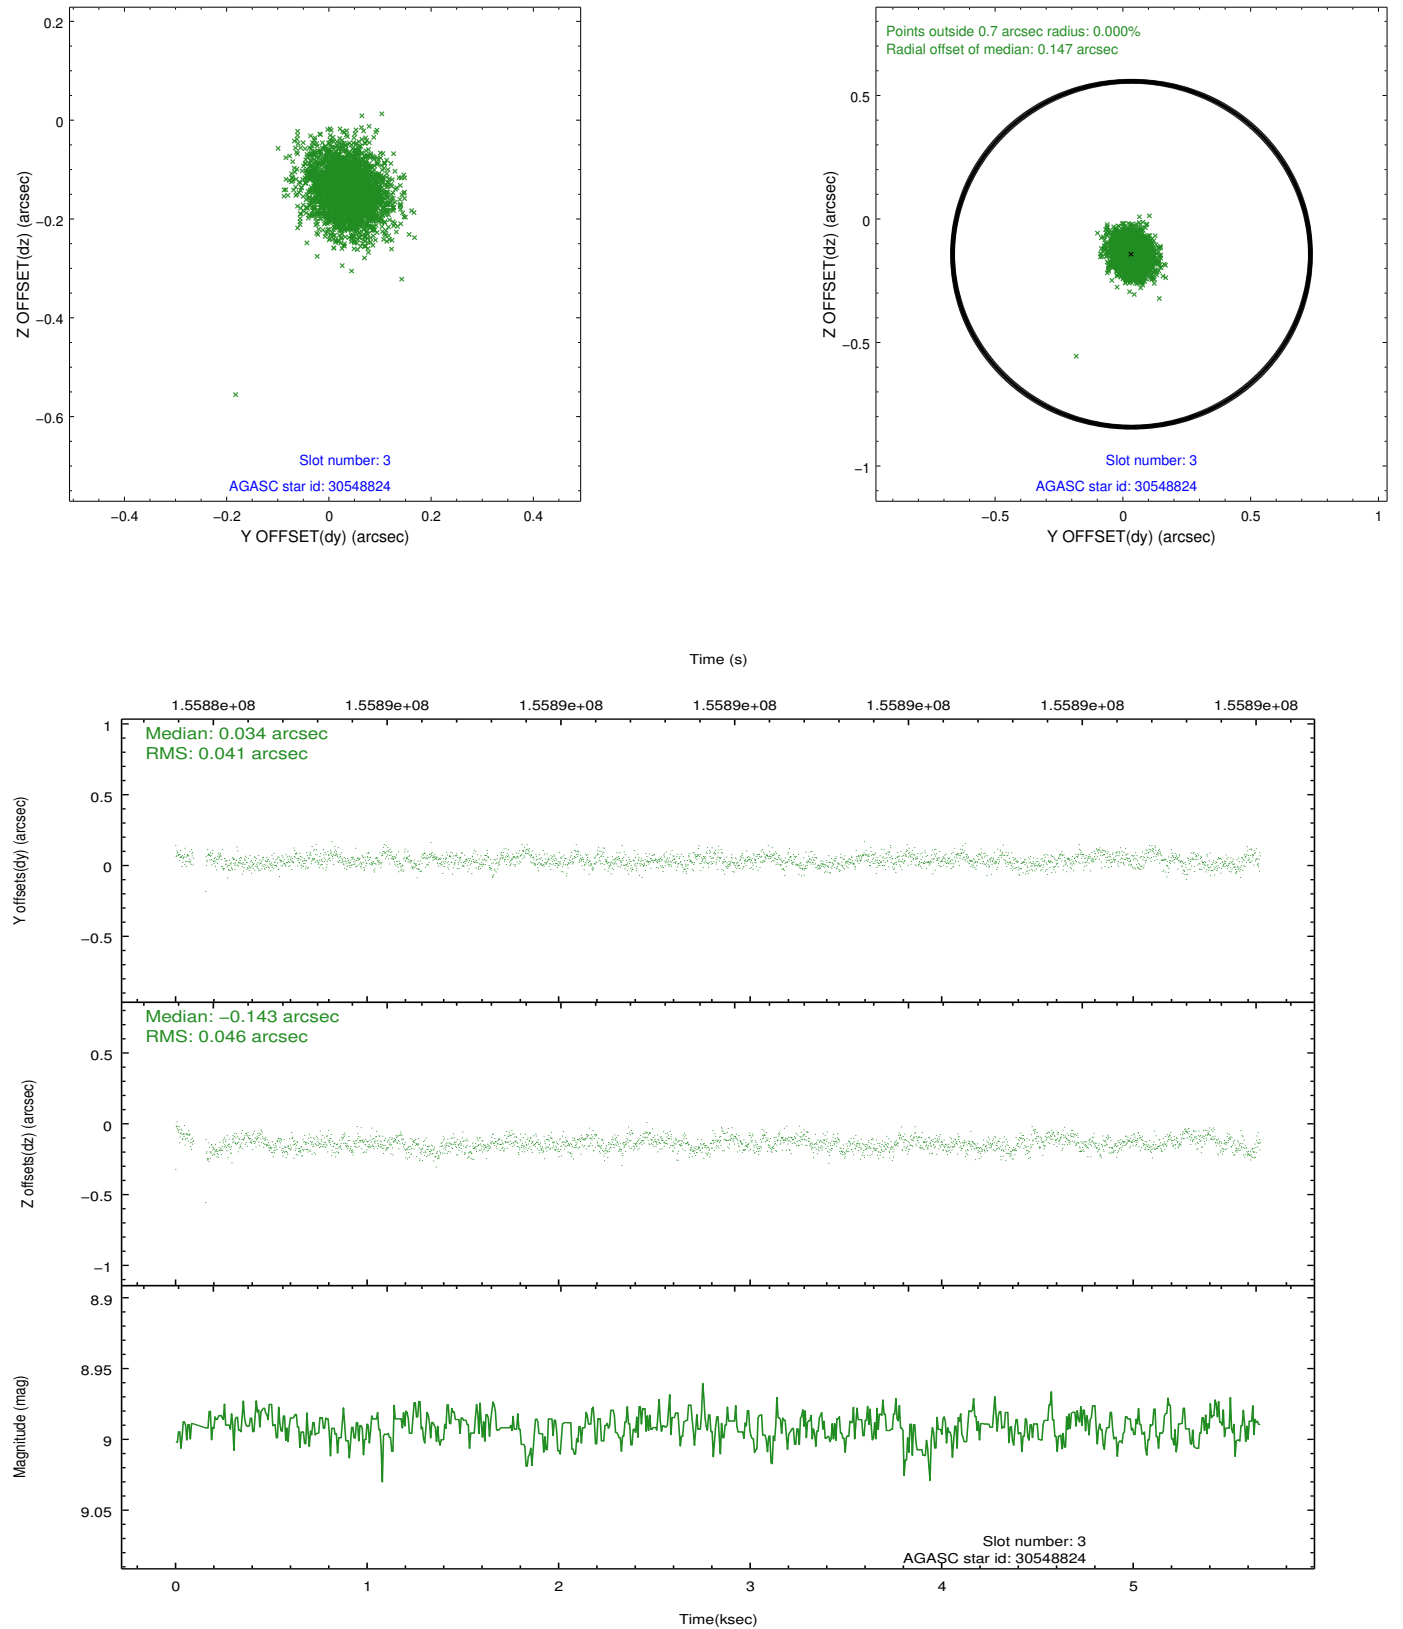 0.2
0
−0.2
−0.4
−0.6
Z OFFSET(dz) (arcsec)
Slot number: 3
AGASC star id: 30548824
−0.4 −0.2 0 0.2 0.4
Y OFFSET(dy) (arcsec)
Points outside 0.7 arcsec radius: 0.000%
Radial offset of median: 0.147 arcsec
0.5
0
−0.5
−1
Z OFFSET(dz) (arcsec)
Slot number: 3
AGASC star id: 30548824
−0.5 0 0.5 1
Y OFFSET(dy) (arcsec)
Time (s)
1.5588e+08 1.5589e+08 1.5589e+08 1.5589e+08 1.5589e+08 1.5589e+08 1.5589e+08
Median: 0.034 arcsec
RMS: 0.041 arcsec
1
0.5
0
−0.5
Y offsets(dy) (arcsec)
Median: −0.143 arcsec
RMS: 0.046 arcsec
0.5
0
−0.5
−1
Z offsets(dz) (arcsec)
8.9
8.95
9
9.05
Magnitude (mag)
Slot number: 3
AGASC star id: 30548824
0 1 2 3 4 5
Time(ksec)